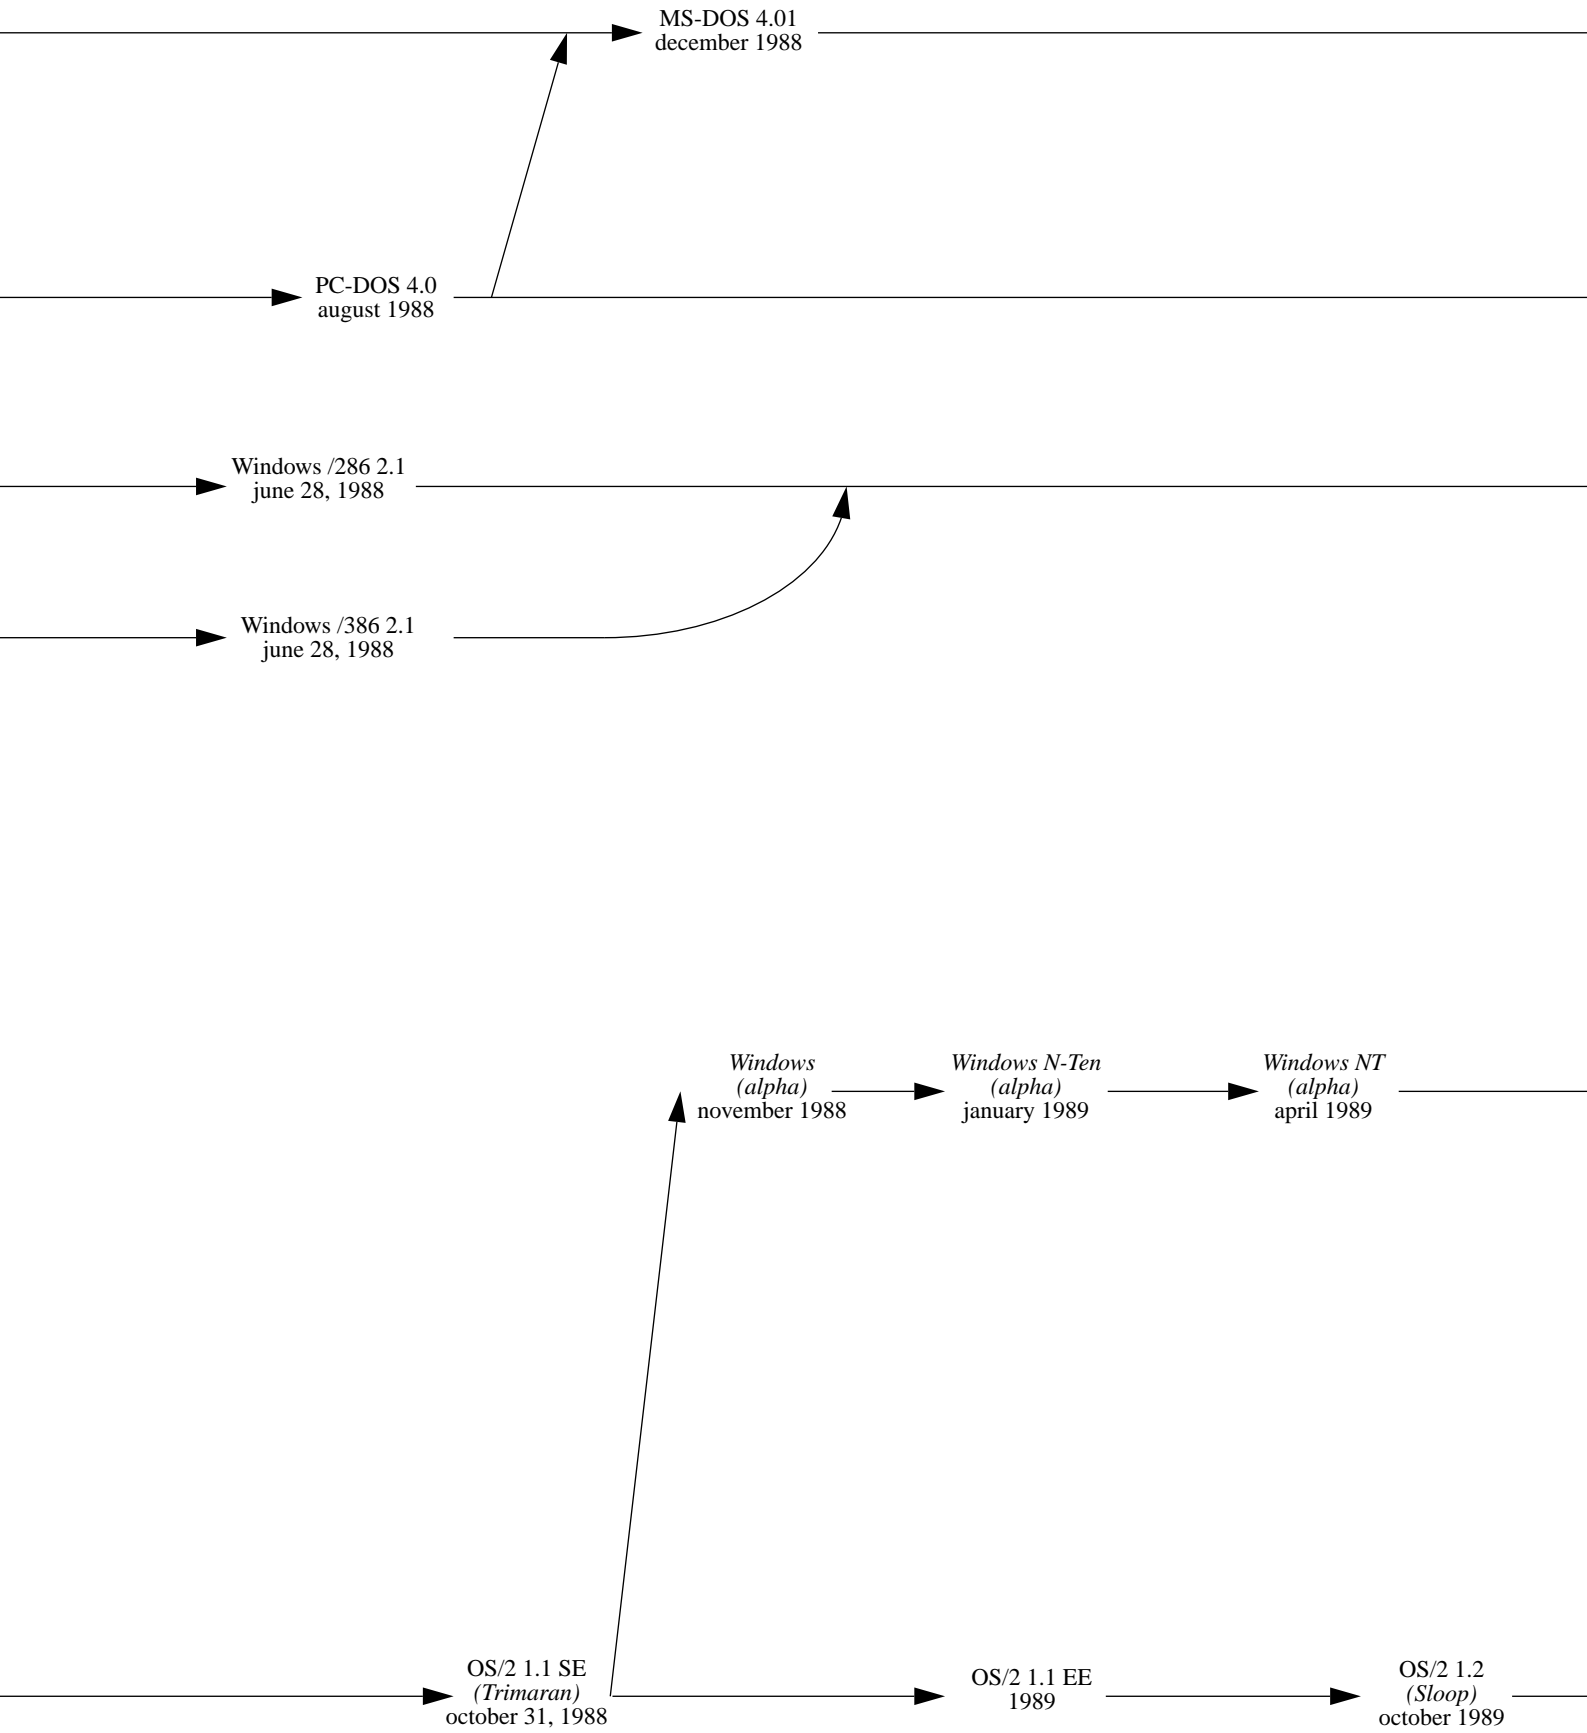 MS-DOS 4.01
december 1988
PC-DOS 4.0
august 1988
Windows /286 2.1
june 28, 1988
Windows /386 2.1
june 28, 1988
Windows
(alpha)
november 1988
Windows N-Ten
(alpha)
january 1989
Windows NT
(alpha)
april 1989
OS/2 1.1 SE
(Trimaran)
october 31, 1988
OS/2 1.1 EE
1989
OS/2 1.2
(Sloop)
october 1989